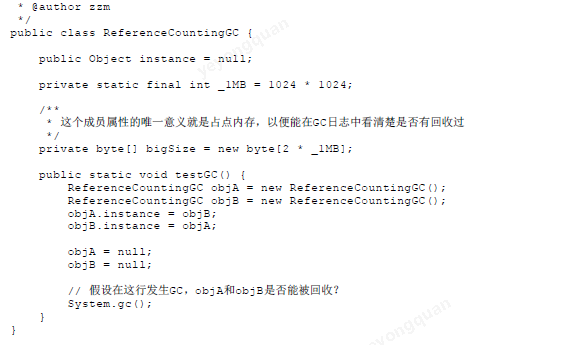 * @author zzm
 */
public class ReferenceCountingGC {

    public Object instance = null;

    private static final int _1MB = 1024 * 1024;

    /**
     * 这个成员属性的唯一意义就是占点内存，以便能在GC日志中看清楚是否有回收过
     */
    private byte[] bigSize = new byte[2 * _1MB];

    public static void testGC() {
        ReferenceCountingGC objA = new ReferenceCountingGC();
        ReferenceCountingGC objB = new ReferenceCountingGC();
        objA.instance = objB;
        objB.instance = objA;

        objA = null;
        objB = null;

        // 假设在这行发生GC，objA和objB是否能被回收？
        System.gc();
    }
}